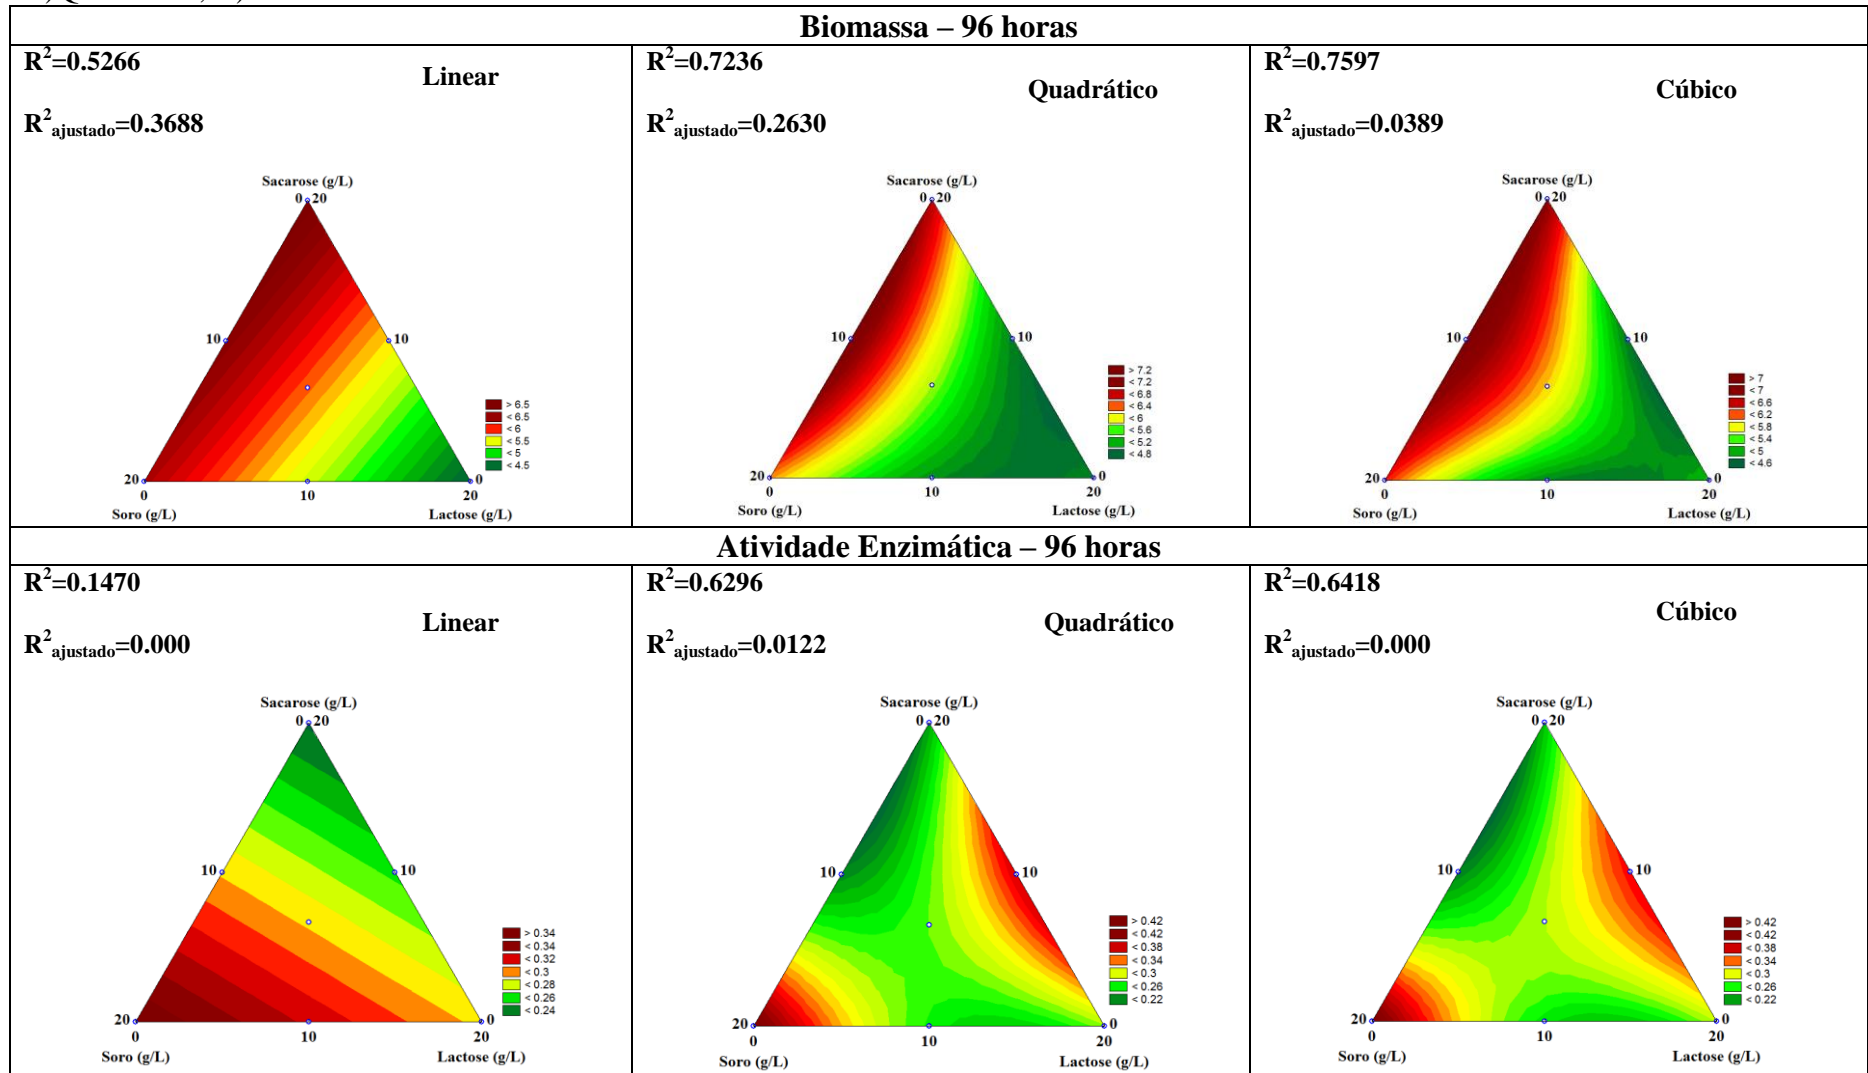 Biomassa – 96 horas
R²=0.5266
Linear
R²ajustado=0.3688
Sacarose (g/L)
0 20
10 10
20 0
0 10 20
Soro (g/L) Lactose (g/L)
> 6.5
< 6.5
< 6
< 5.5
< 5
< 4.5
R²=0.7236
Quadrático
R²ajustado=0.2630
Sacarose (g/L)
0 20
10 10
20 0
0 10 20
Soro (g/L) Lactose (g/L)
> 7.2
< 7.2
< 6.8
< 6.4
< 6
< 5.6
< 5.2
< 4.8
R²=0.7597
Cúbico
R²ajustado=0.0389
Sacarose (g/L)
0 20
10 10
20 0
0 10 20
Soro (g/L) Lactose (g/L)
> 7
< 7
< 6.6
< 6.2
< 5.8
< 5.4
< 5
< 4.6
Atividade Enzimática – 96 horas
R²=0.1470
Linear
R²ajustado=0.000
Sacarose (g/L)
0 20
10 10
20 0
0 10 20
Soro (g/L) Lactose (g/L)
> 0.34
< 0.34
< 0.32
< 0.3
< 0.28
< 0.26
< 0.24
R²=0.6296
Quadrático
R²ajustado=0.0122
Sacarose (g/L)
0 20
10 10
20 0
0 10 20
Soro (g/L) Lactose (g/L)
> 0.42
< 0.42
< 0.38
< 0.34
< 0.3
< 0.26
< 0.22
R²=0.6418
Cúbico
R²ajustado=0.000
Sacarose (g/L)
0 20
10 10
20 0
0 10 20
Soro (g/L) Lactose (g/L)
> 0.42
< 0.42
< 0.38
< 0.34
< 0.3
< 0.26
< 0.22